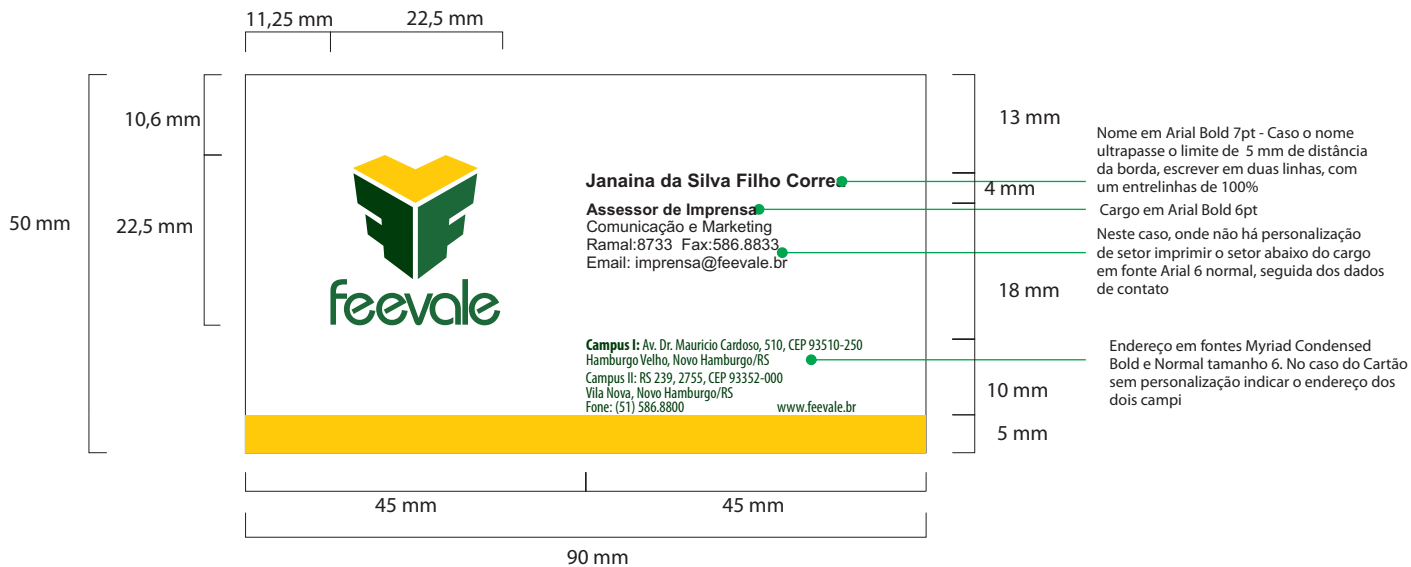 11,25 mm
22,5 mm
10,6 mm
50 mm
22,5 mm
feevale
Janaina da Silva Filho Corre
Assessor de Imprensa
Comunicação e Marketing
Ramal:8733 Fax:586.8833
Email: imprensa@feevale.br
Campus I: Av. Dr. Mauricio Cardoso, 510, CEP 93510-250
Hamburgo Velho, Novo Hamburgo/RS
Campus II: RS 239, 2755, CEP 93352-000
Vila Nova, Novo Hamburgo/RS
Fone: (51) 586.8800 www.feevale.br
13 mm
4 mm
18 mm
10 mm
5 mm
Nome em Arial Bold 7pt - Caso o nome
ultrapasse o limite de 5 mm de distância
da borda, escrever em duas linhas, com
um entrelinhas de 100%
Cargo em Arial Bold 6pt
Neste caso, onde não há personalização
de setor imprimir o setor abaixo do cargo
em fonte Arial 6 normal, seguida dos dados
de contato
Endereço em fontes Myriad Condensed
Bold e Normal tamanho 6. No caso do Cartão
sem personalização indicar o endereço dos
dois campi
45 mm
45 mm
90 mm